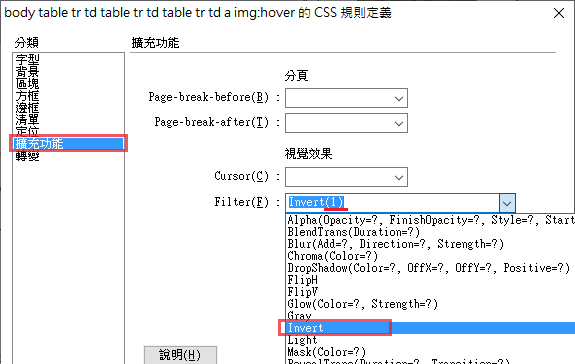 body table tr td table tr td table tr td a img:hover 的 CSS 規則定義
分類
擴充功能
字型
背景
區塊
方框
邊框
清單
定位
擴充功能
轉變
分頁
Page-break-before(B) :
Page-break-after(T) :
視覺效果
Cursor(C) :
Filter(F) : Invert(1)
Alpha(Opacity=?, FinishOpacity=?, Style=?, Start
BlendTrans(Duration=?)
Blur(Add=?, Direction=?, Strength=?)
Chroma(Color=?)
DropShadow(Color=?, OffX=?, OffY=?, Positive=?)
FlipH
FlipV
Glow(Color=?, Strength=?)
Gray
Invert
Light
Mask(Color=?)
RevealTrans(Duration=?, Transition=?)
說明(H)